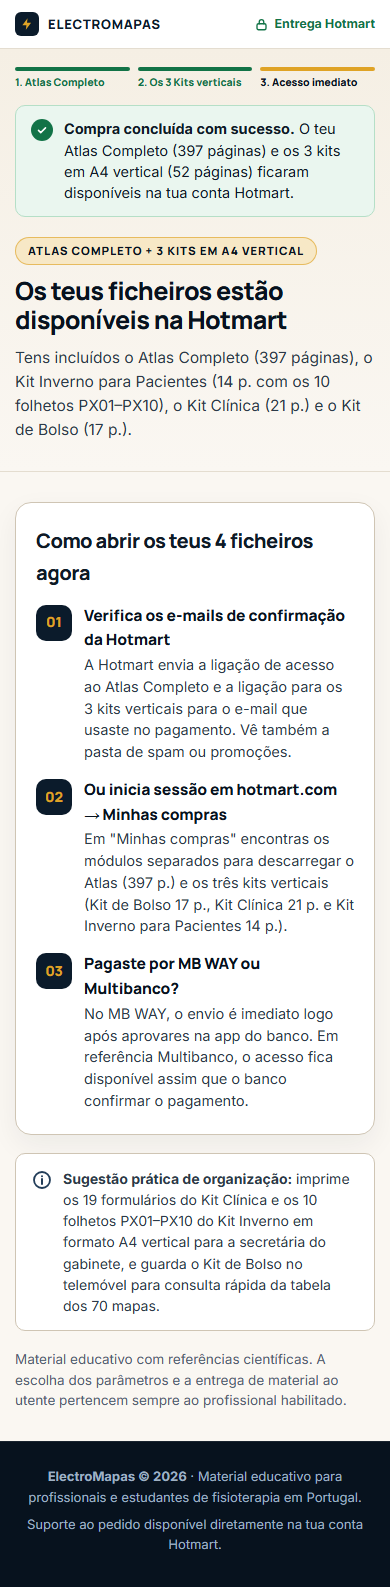 ELECTROMAPAS
Entrega Hotmart
1. Atlas Completo
2. Os 3 Kits verticais
3. Acesso imediato
Compra concluída com sucesso. O teu
Atlas Completo (397 páginas) e os 3 kits
em A4 vertical (52 páginas) ficaram
disponíveis na tua conta Hotmart.
ATLAS COMPLETO + 3 KITS EM A4 VERTICAL
Os teus ficheiros estão
disponíveis na Hotmart
Tens incluídos o Atlas Completo (397 páginas), o
Kit Inverno para Pacientes (14 p. com os 10
folhetos PX01–PX10), o Kit Clínica (21 p.) e o Kit
de Bolso (17 p.).
Como abrir os teus 4 ficheiros
agora
01
Verifica os e-mails de confirmação
da Hotmart
A Hotmart envia a ligação de acesso
ao Atlas Completo e a ligação para os
3 kits verticais para o e-mail que
usaste no pagamento. Vê também a
pasta de spam ou promoções.
02
Ou inicia sessão em hotmart.com
→ Minhas compras
Em "Minhas compras" encontras os
módulos separados para descarregar o
Atlas (397 p.) e os três kits verticais
(Kit de Bolso 17 p., Kit Clínica 21 p. e Kit
Inverno para Pacientes 14 p.).
03
Pagaste por MB WAY ou
Multibanco?
No MB WAY, o envio é imediato logo
após aprovares na app do banco. Em
referência Multibanco, o acesso fica
disponível assim que o banco
confirmar o pagamento.
Sugestão prática de organização: imprime
os 19 formulários do Kit Clínica e os 10
folhetos PX01–PX10 do Kit Inverno em
formato A4 vertical para a secretária do
gabinete, e guarda o Kit de Bolso no
telemóvel para consulta rápida da tabela
dos 70 mapas.
Material educativo com referências científicas. A
escolha dos parâmetros e a entrega de material ao
utente pertencem sempre ao profissional habilitado.
ElectroMapas © 2026 · Material educativo para
profissionais e estudantes de fisioterapia em Portugal.
Suporte ao pedido disponível diretamente na tua conta
Hotmart.